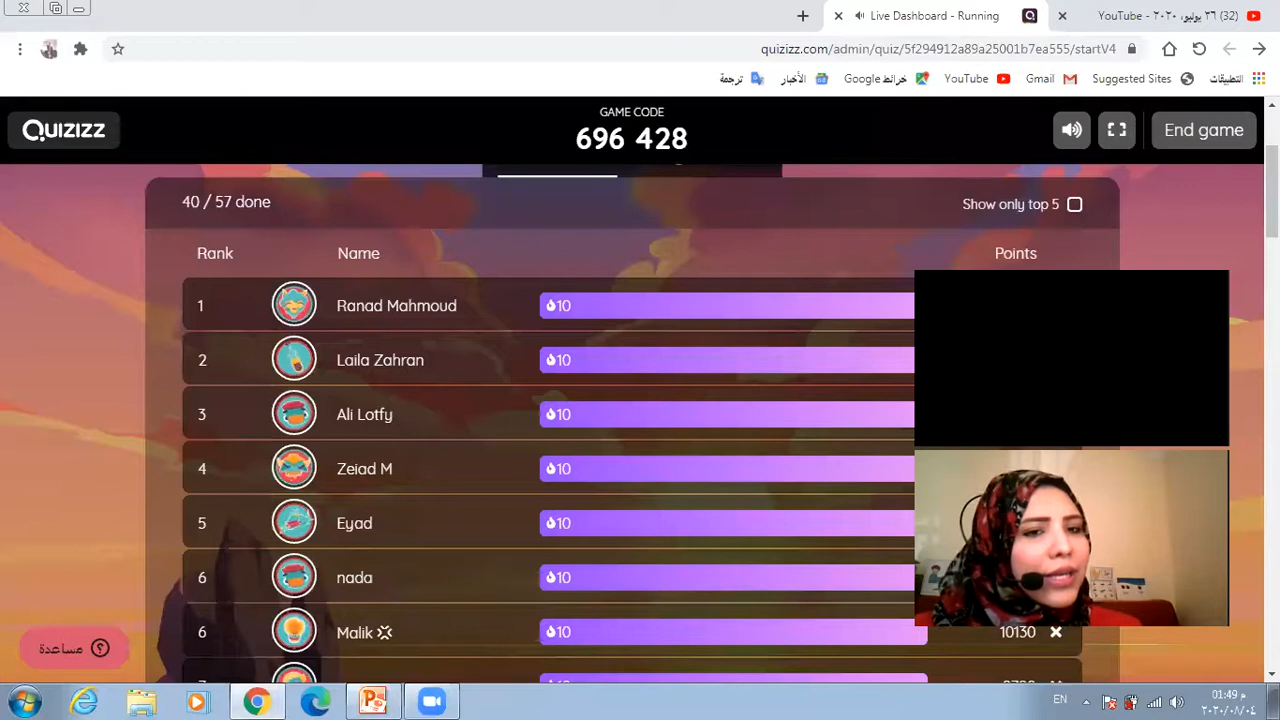 Live Dashboard - Running
YouTube - ٢٦ يوليو، ٢٠٢٠ (32)
quizizz.com/admin/quiz/5f294912a89a25001b7ea555/startV4
ترجمة
الأخبار
خرائط Google
YouTube
Gmail
Suggested Sites
التطبيقات
Quizizz
GAME CODE
696 428
End game
40 / 57 done
Show only top 5
Rank Name Points
1 Ranad Mahmoud 10
2 Laila Zahran 10
3 Ali Lotfy 10
4 Zeiad M 10
5 Eyad 10
6 nada 10
6 Malik 10 10130
مساعدة
EN
01:49 م
٢٠٢٠/٠٨/٠٤